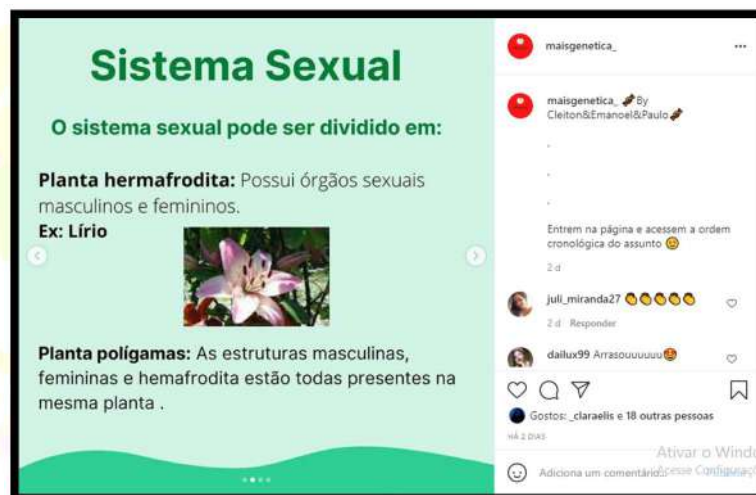 Sistema Sexual
O sistema sexual pode ser dividido em:
Planta hermafrodita: Possui órgãos sexuais
masculinos e femininos.
Ex: Lírio
Planta polígamas: As estruturas masculinas,
femininas e hemafrodita estão todas presentes na
mesma planta .
maisgenetica_
maisgenetica_ By
Cleiton&Emanoel&Paulo
.
.
.
Entrem na página e acessem a ordem
cronológica do assunto
2 d
juli_miranda27
2 d Responder
dailux99 Arrasouuuuuu
Gostos: _claraelis e 18 outras pessoas
HÁ 2 DIAS
Ativar o Windo
Adiciona um comentário...